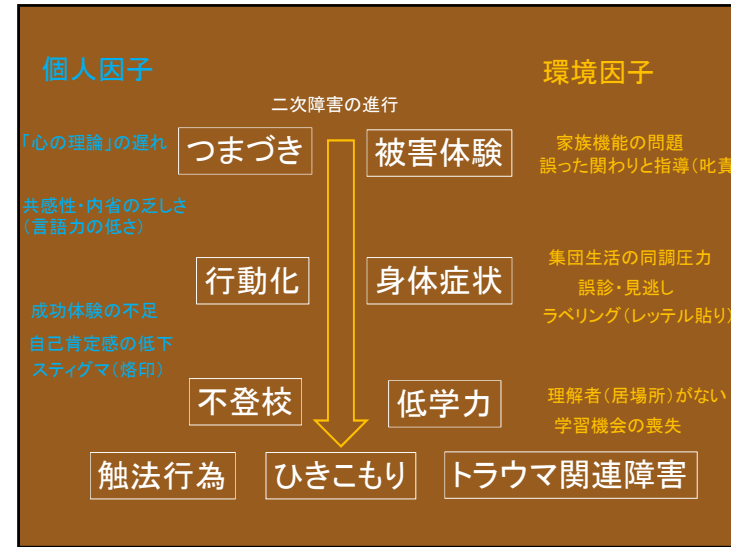 個人因子
環境因子
二次障害の進行
「心の理論」の遅れ
つまづき
被害体験
家族機能の問題
誤った関わりと指導(叱責
共感性・内省の乏しさ
(言語力の低さ)
行動化
身体症状
集団生活の同調圧力
誤診・見逃し
ラベリング(レッテル貼り)
成功体験の不足
自己肯定感の低下
スティグマ(烙印)
不登校
低学力
理解者(居場所)がない
学習機会の喪失
触法行為
ひきこもり
トラウマ関連障害